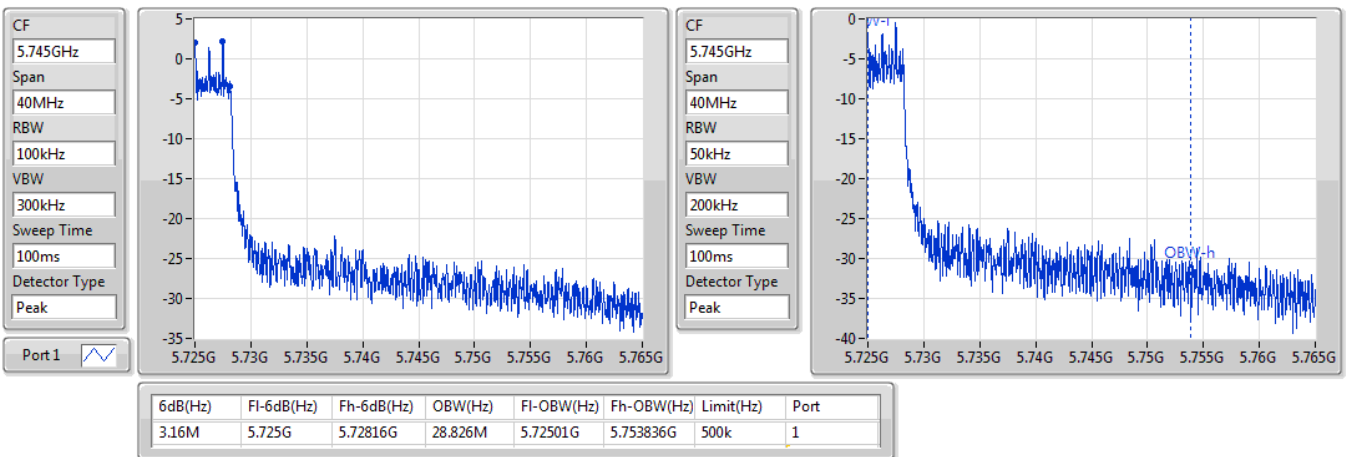 CF
5.745GHz
Span
40MHz
RBW
100kHz
VBW
300kHz
Sweep Time
100ms
Detector Type
Peak
Port 1
5
0
-5
-10
-15
-20
-25
-30
-35
5.725G 5.73G 5.735G 5.74G 5.745G 5.75G 5.755G 5.76G 5.765G
CF
5.745GHz
Span
40MHz
RBW
50kHz
VBW
200kHz
Sweep Time
100ms
Detector Type
Peak
0
-5
-10
-15
-20
-25
-30
-35
-40
OBW-h
5.725G 5.73G 5.735G 5.74G 5.745G 5.75G 5.755G 5.76G 5.765G
6dB(Hz) Fl-6dB(Hz) Fh-6dB(Hz) OBW(Hz) Fl-OBW(Hz) Fh-OBW(Hz) Limit(Hz) Port
3.16M 5.725G 5.72816G 28.826M 5.72501G 5.753836G 500k 1